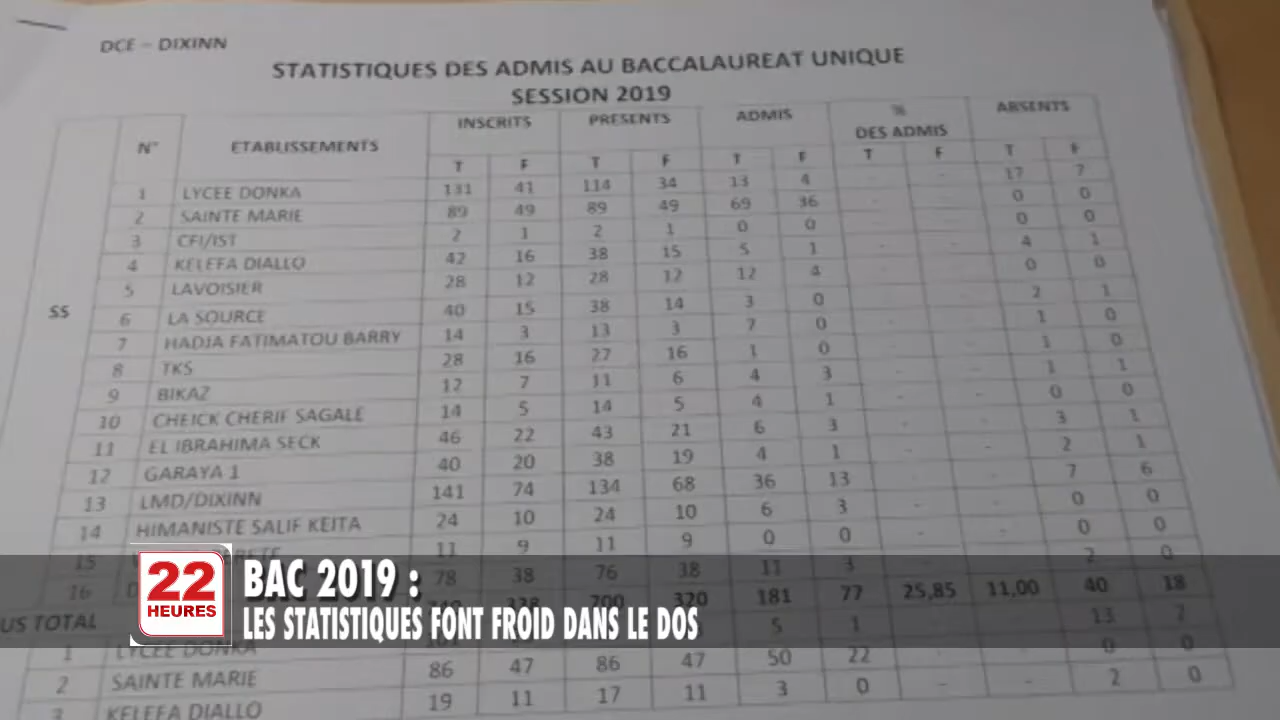 DCE – DIXINN
STATISTIQUES DES ADMIS AU BACCALAUREAT UNIQUE
SESSION 2019
N° ETABLISSEMENTS INSCRITS PRESENTS ADMIS % DES ADMIS ABSENTS
T F T F T F T F T F
SS
1 LYCEE DONKA 131 41 114 34 13 4 - - 17 7
2 SAINTE MARIE 89 49 89 49 69 36 - - 0 0
3 CFI/IST 2 1 2 1 0 0 - - 0 0
4 KELEFA DIALLO 42 16 38 15 5 1 - - 4 1
5 LAVOISIER 28 12 28 12 12 4 - - 0 0
6 LA SOURCE 40 15 38 14 3 0 - - 2 1
7 HADJA FATIMATOU BARRY 14 3 13 3 7 0 - - 1 0
8 TKS 28 16 27 16 1 0 - - 1 0
9 BIKAZ 12 7 11 6 4 3 - - 1 1
10 CHEICK CHERIF SAGALE 14 5 14 5 4 1 - - 0 0
11 EL IBRAHIMA SECK 46 22 43 21 6 3 - - 3 1
12 GARAYA 1 40 20 38 19 4 1 - - 2 1
13 LMD/DIXINN 141 74 134 68 36 13 - - 7 6
14 HIMANISTE SALIF KEITA 24 10 24 10 6 3 - - 0 0
15 11 9 11 9 0 0 - - 0 0
16 D 78 38 76 38 11 3 2 0
US TOTAL 328 700 320 181 77 25,85 11,00 40 18
1 LYCEE DONKA 5 1 13 7
2 SAINTE MARIE 86 47 86 47 50 22 0 0
3 KELEFA DIALLO 19 11 17 11 3 0 - - 2 0
22
HEURES
BAC 2019 :
LES STATISTIQUES FONT FROID DANS LE DOS